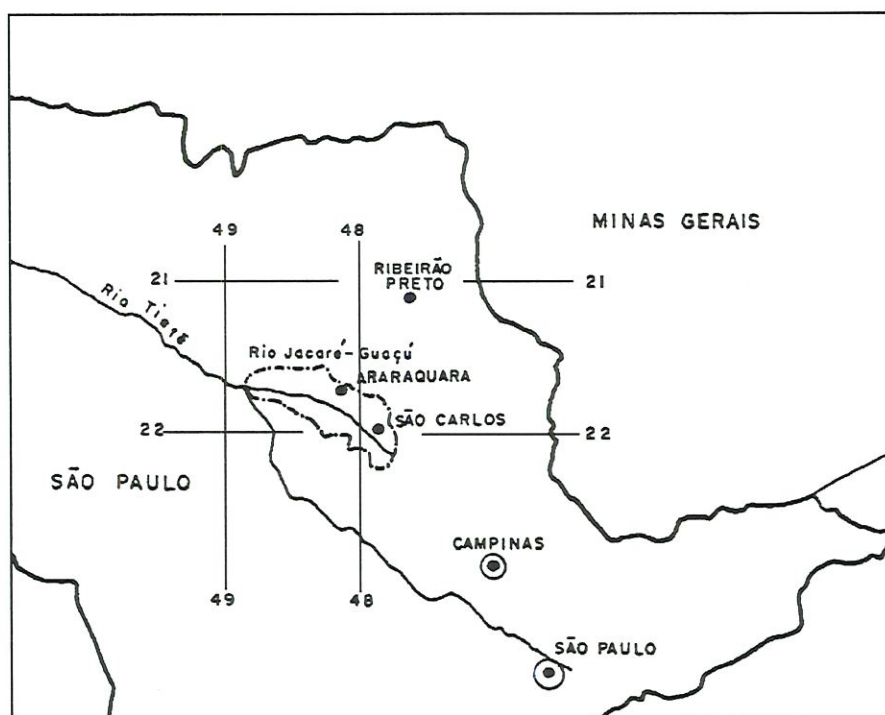 MINAS GERAIS
49
48
21
RIBEIRÃO
PRETO
21
Rio Tietê
Rio Jacaré-Guaçú
ARARAQUARA
SÃO CARLOS
22
22
SÃO PAULO
CAMPINAS
49
48
SÃO PAULO